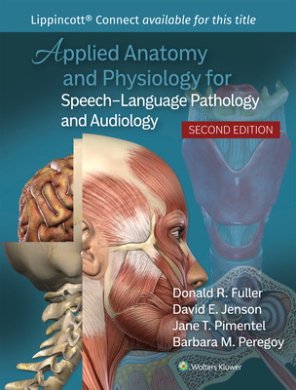 Lippincott® Connect available for this title
Applied Anatomy
and Physiology for
Speech–Language Pathology
and Audiology
SECOND EDITION
Donald R. Fuller
David E. Jenson
Jane T. Pimentel
Barbara M. Peregoy
Wolters Kluwer